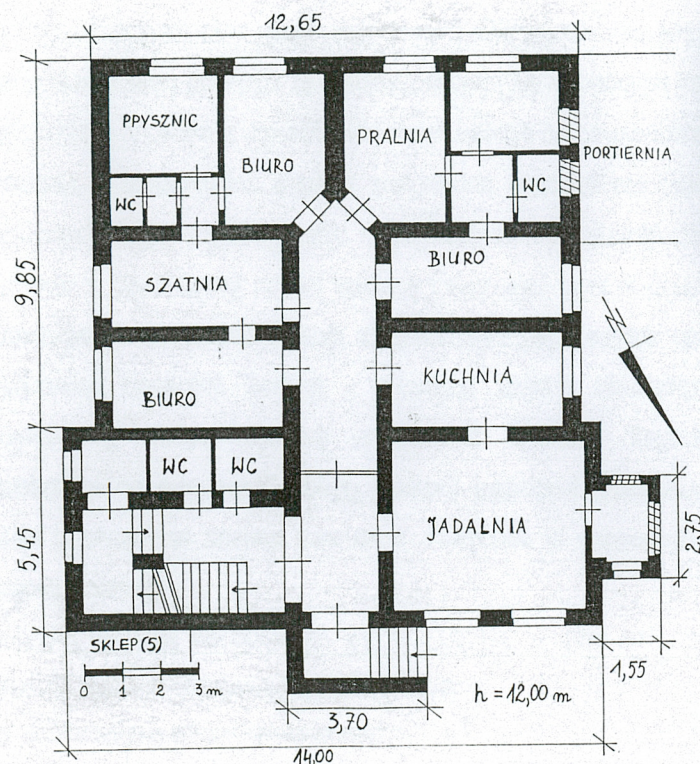 12,65
PPYSZNIC
BIURO
PRALNIA
PORTIERNIA
WC
WC
9,85
SZATNIA
BIURO
N
BIURO
KUCHNIA
WC
WC
JADALNIA
5,45
2,75
SKLEP(5)
0 1 2 3 m
1,55
h = 12,00 m
3,70
14,00